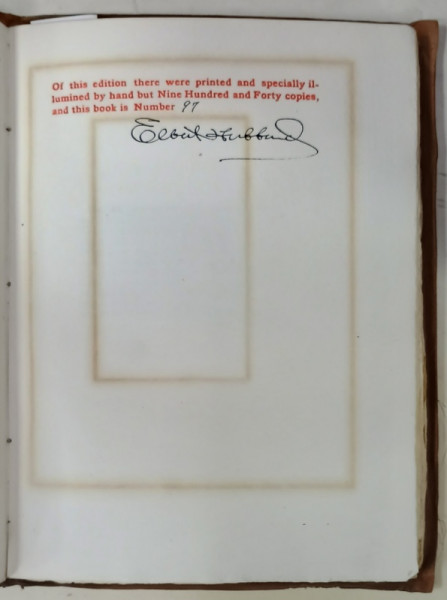 Of this edition there were printed and specially il-
lumined by hand but Nine Hundred and Forty copies,
and this book is Number 97
Elbert Hubbard